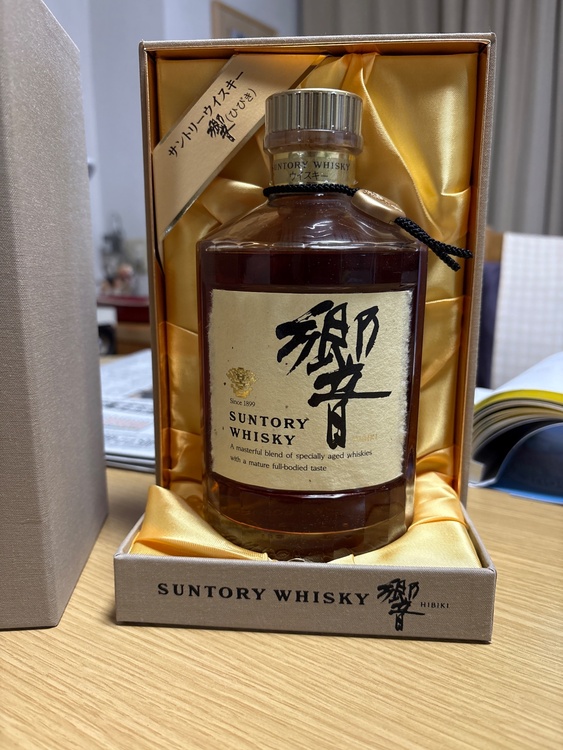 サントリーウイスキー
響(ひびき)
SUNTORY WHISKY
ウイスキー
響
Since 1899
SUNTORY
WHISKY
HIBIKI
A masterful blend of specially aged whiskies
with a mature full-bodied taste
SUNTORY WHISKY 響 HIBIKI